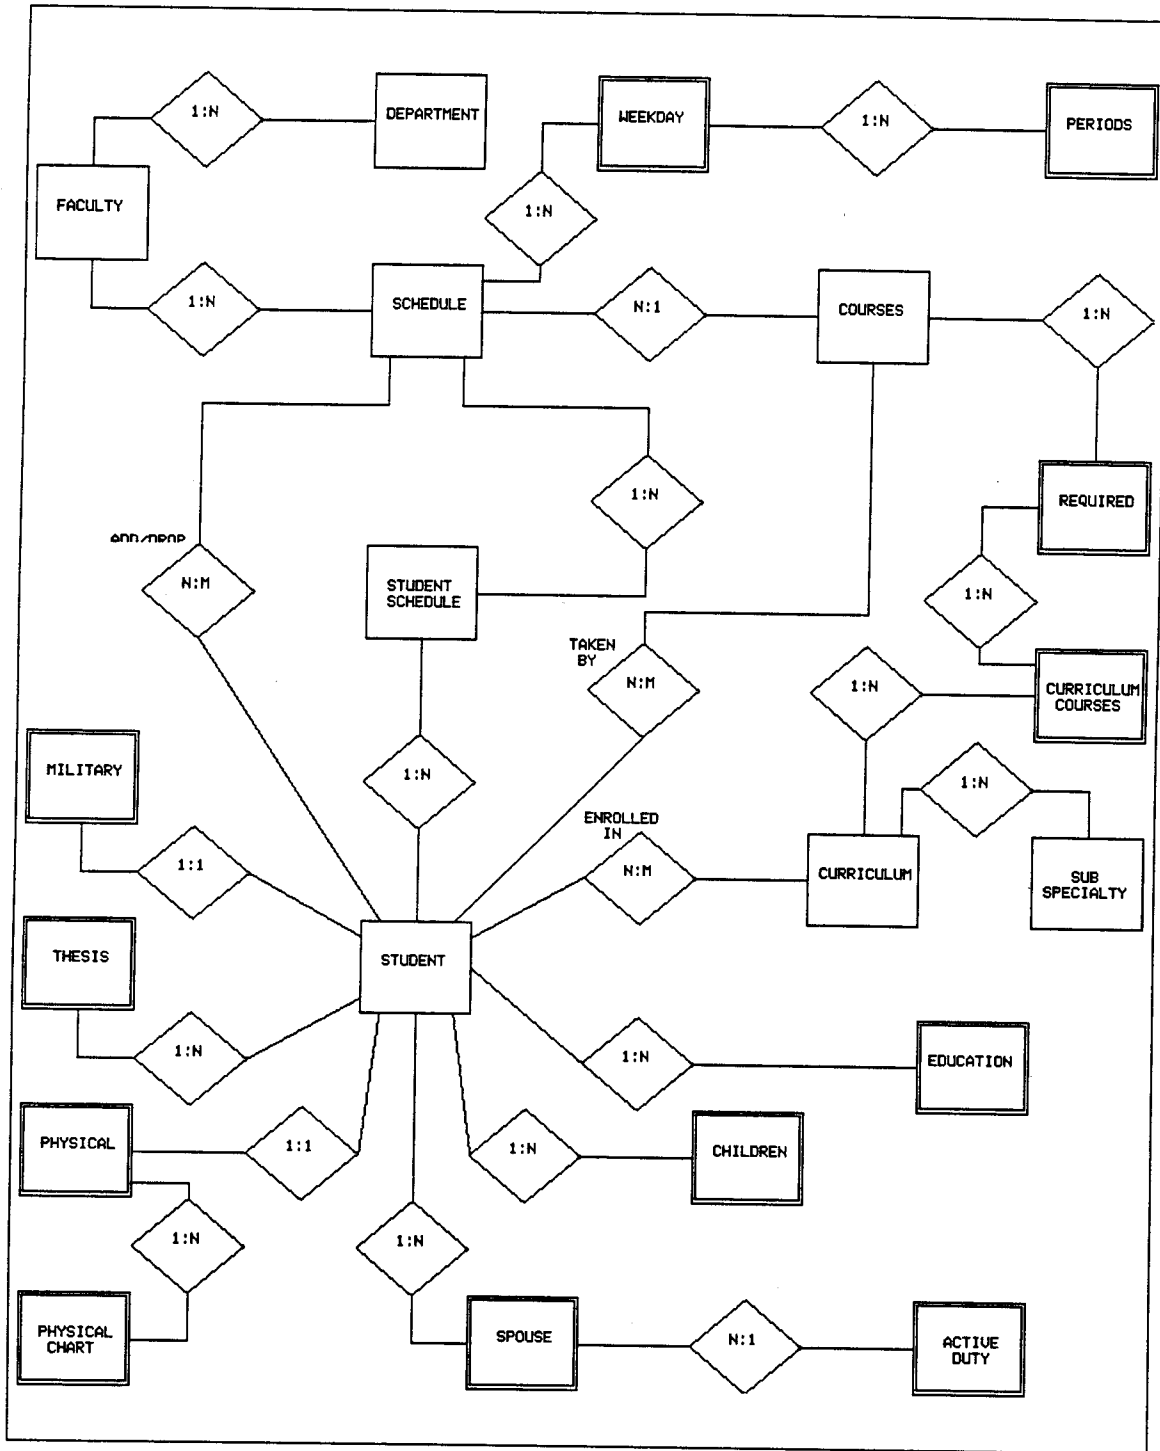 1:N
DEPARTMENT
WEEKDAY
1:N
PERIODS
FACULTY
1:N
1:N
SCHEDULE
N:1
COURSES
1:N
1:N
REQUIRED
ADD/DROP
N:M
STUDENT
SCHEDULE
1:N
TAKEN
BY
N:M
1:N
CURRICULUM
COURSES
MILITARY
1:N
1:N
ENROLLED
IN
1:1
N:M
CURRICULUM
SUB
SPECIALTY
THESIS
STUDENT
1:N
1:N
EDUCATION
PHYSICAL
1:1
1:N
CHILDREN
1:N
1:N
PHYSICAL
CHART
SPOUSE
N:1
ACTIVE
DUTY